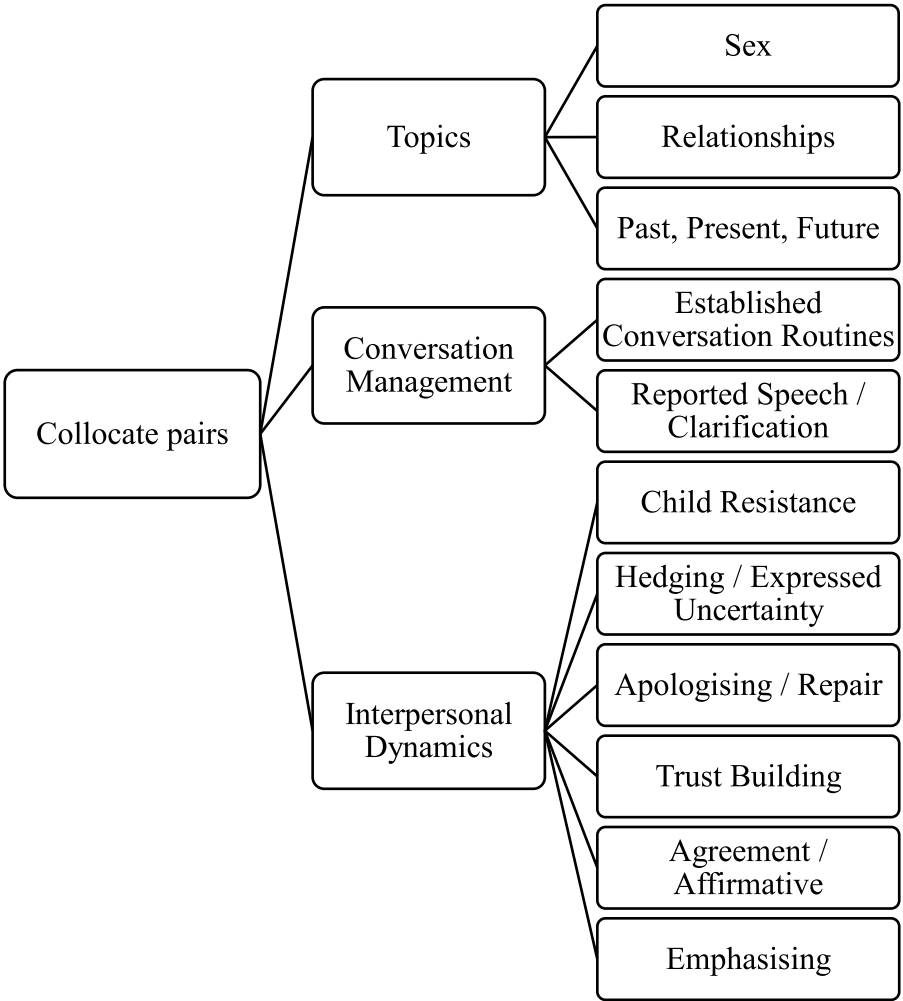 Collocate pairs
Topics
Sex
Relationships
Past, Present, Future
Conversation
Management
Established
Conversation Routines
Reported Speech /
Clarification
Interpersonal
Dynamics
Child Resistance
Hedging / Expressed
Uncertainty
Apologising / Repair
Trust Building
Agreement /
Affirmative
Emphasising